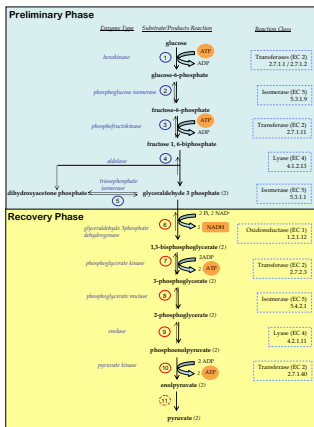 Preliminary Phase
Enzyme Type Substrate/Products Reaction Reaction Class
glucose
hexokinase 1 ATP ADP Transferases (EC 2)
2.7.1.1 / 2.7.1.2
glucose-6-phosphate
phosphoglucose isomerase 2 Isomerase (EC 5)
5.3.1.9
fructose-6-phosphate
phosphofructokinase 3 ATP ADP Transferase (EC 2)
2.7.1.11
fructose 1, 6-biphosphate
aldolase 4 Lyase (EC 4)
4.1.2.13
triosephosphate
isomerase
dihydroxyacetone phosphate glyceraldehyde 3 phosphate (2) Isomerase (EC 5)
5 5.3.1.1
Recovery Phase
glyceraldehyde 3phosphate
dehydrogenase 6 2 Pi, 2 NAD+ 2 NADH Oxidoreductase (EC 1)
1.2.1.12
1,3-bisphosphoglycerate (2)
phosphoglycerate kinase 7 2ADP 2 ATP Transferase (EC 2)
2.7.2.3
3-phosphoglycerate (2)
phosphoglycerate mutase 8 Isomerase (EC 5)
5.4.2.1
2-phosphoglycerate (2)
enolase 9 Lyase (EC 4)
4.2.1.11
phosphoenolpyruvate (2)
pyruvate kinase 10 2 ADP 2 ATP Transferase (EC 2)
2.7.1.40
enolpyruvate (2)
11
pyruvate (2)